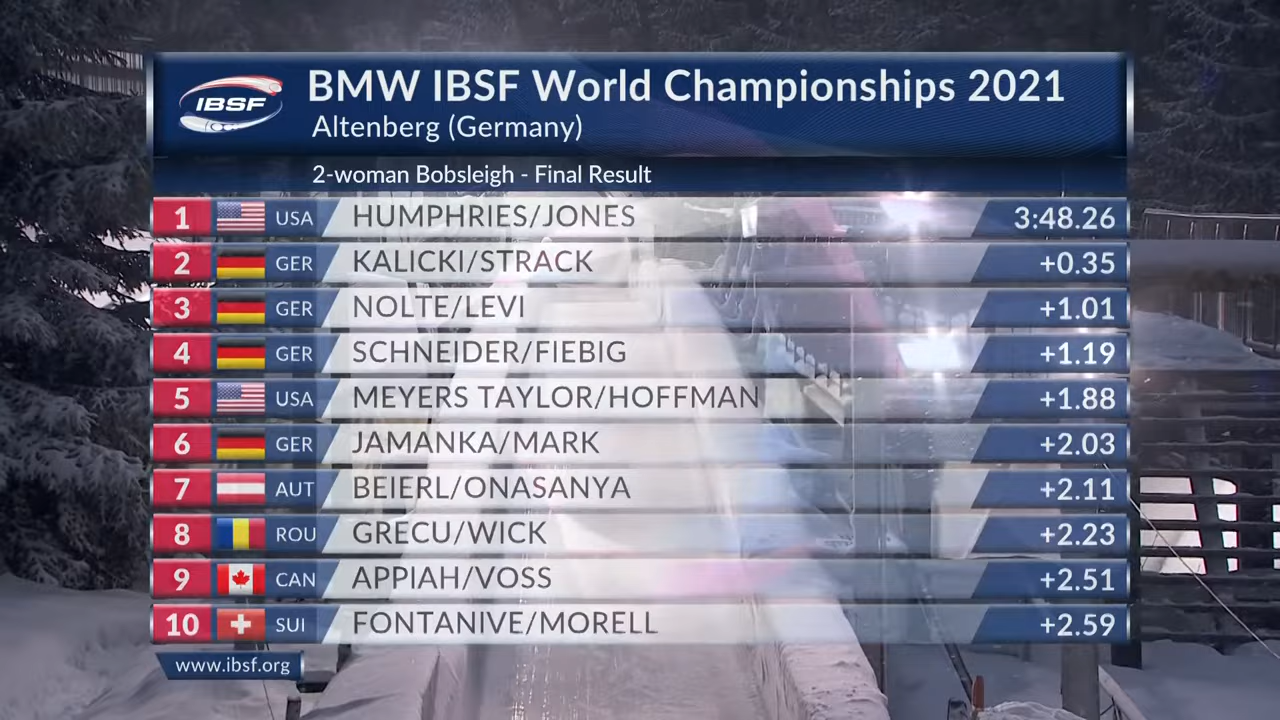 IBSF
BMW IBSF World Championships 2021
Altenberg (Germany)
2-woman Bobsleigh - Final Result
1 USA HUMPHRIES/JONES 3:48.26
2 GER KALICKI/STRACK +0.35
3 GER NOLTE/LEVI +1.01
4 GER SCHNEIDER/FIEBIG +1.19
5 USA MEYERS TAYLOR/HOFFMAN +1.88
6 GER JAMANKA/MARK +2.03
7 AUT BEIERL/ONASANYA +2.11
8 ROU GRECU/WICK +2.23
9 CAN APPIAH/VOSS +2.51
10 SUI FONTANIVE/MORELL +2.59
www.ibsf.org